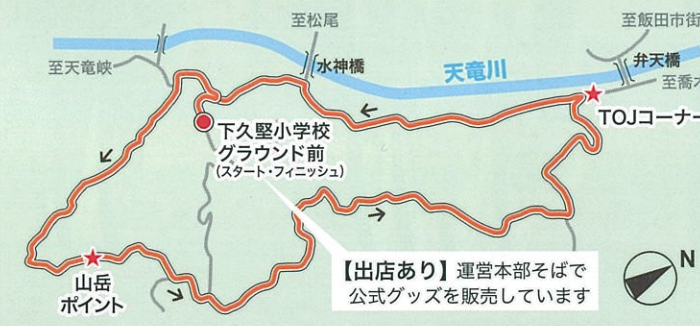 至松尾
至飯田市街
至天竜峡
水神橋
天竜川
弁天橋
至喬木
TOJコーナー
下久堅小学校
グラウンド前
(スタート・フィニッシュ)
山岳
ポイント
【出店あり】運営本部そばで
公式グッズを販売しています
N